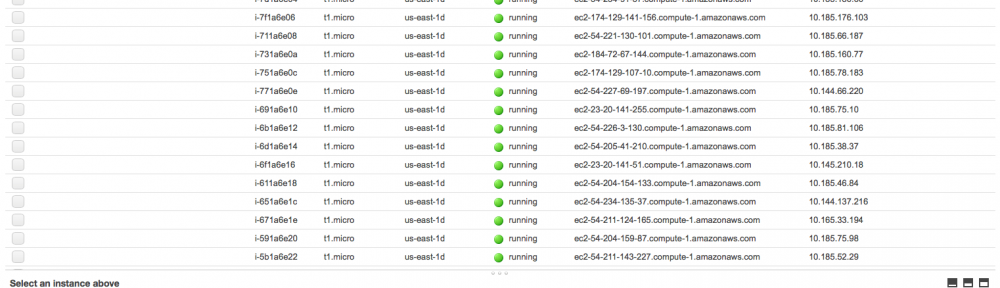 i-7f1a6e06 t1.micro us-east-1d running ec2-174-129-141-156.compute-1.amazonaws.com 10.185.176.103
i-711a6e08 t1.micro us-east-1d running ec2-54-221-130-101.compute-1.amazonaws.com 10.185.66.187
i-731a6e0a t1.micro us-east-1d running ec2-184-72-67-144.compute-1.amazonaws.com 10.185.160.77
i-751a6e0c t1.micro us-east-1d running ec2-174-129-107-10.compute-1.amazonaws.com 10.185.78.183
i-771a6e0e t1.micro us-east-1d running ec2-54-227-69-197.compute-1.amazonaws.com 10.144.66.220
i-691a6e10 t1.micro us-east-1d running ec2-23-20-141-255.compute-1.amazonaws.com 10.185.75.10
i-6b1a6e12 t1.micro us-east-1d running ec2-54-226-3-130.compute-1.amazonaws.com 10.185.81.106
i-6d1a6e14 t1.micro us-east-1d running ec2-54-205-41-210.compute-1.amazonaws.com 10.185.38.37
i-6f1a6e16 t1.micro us-east-1d running ec2-23-20-141-51.compute-1.amazonaws.com 10.145.210.18
i-611a6e18 t1.micro us-east-1d running ec2-54-204-154-133.compute-1.amazonaws.com 10.185.46.84
i-651a6e1c t1.micro us-east-1d running ec2-54-234-135-37.compute-1.amazonaws.com 10.144.137.216
i-671a6e1e t1.micro us-east-1d running ec2-54-211-124-165.compute-1.amazonaws.com 10.165.33.194
i-591a6e20 t1.micro us-east-1d running ec2-54-204-159-87.compute-1.amazonaws.com 10.185.75.98
i-5b1a6e22 t1.micro us-east-1d running ec2-54-211-143-227.compute-1.amazonaws.com 10.185.52.29
Select an instance above